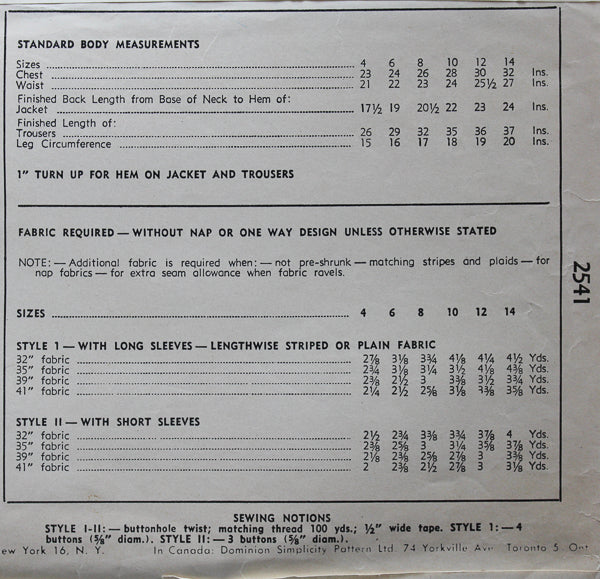 STANDARD BODY MEASUREMENTS
Sizes 4 6 8 10 12 14
Chest 23 24 26 28 30 32 Ins.
Waist 21 22 23 24 25½ 27 Ins.
Finished Back Length from Base of Neck to Hem of:
Jacket 17½ 19 20½ 22 23 24 Ins.
Finished Length of:
Trousers 26 29 32 35 36 37 Ins.
Leg Circumference 15 16 17 18 19 20 Ins.
1" TURN UP FOR HEM ON JACKET AND TROUSERS
FABRIC REQUIRED — WITHOUT NAP OR ONE WAY DESIGN UNLESS OTHERWISE STATED
NOTE: — Additional fabric is required when: — not pre-shrunk — matching stripes and plaids — for
nap fabrics — for extra seam allowance when fabric ravels.
SIZES 4 6 8 10 12 14
STYLE 1 — WITH LONG SLEEVES — LENGTHWISE STRIPED OR PLAIN FABRIC
32" fabric 2⅞ 3⅛ 3¾ 4⅛ 4¼ 4½ Yds.
35" fabric 2¾ 3⅛ 3¼ 3½ 4⅛ 4⅜ Yds.
39" fabric 2⅜ 2½ 3 3⅜ 3½ 3¾ Yds.
41" fabric 2¼ 2½ 2⅝ 3⅛ 3⅜ 3⅝ Yds.
STYLE II — WITH SHORT SLEEVES
32" fabric 2½ 2¾ 3⅜ 3¾ 3⅞ 4 Yds.
35" fabric 2⅜ 2⅝ 3 3¼ 3⅝ 3⅞ Yds.
39" fabric 2⅛ 2⅜ 2⅝ 2⅞ 3 3⅜ Yds.
41" fabric 2 2⅜ 2½ 2⅞ 3 3⅛ Yds.
2541
SEWING NOTIONS
STYLE I-II: — buttonhole twist; matching thread 100 yds.; ½" wide tape. STYLE 1: — 4
buttons (⅝" diam.). STYLE II: — 3 buttons (⅝" diam.).
ew York 16, N. Y. In Canada: Dominion Simplicity Pattern Ltd. 74 Yorkville Ave Toronto 5. Ont